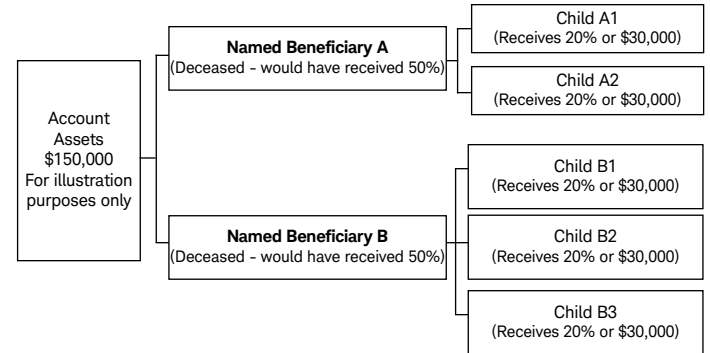 Account
Assets
$150,000
For illustration
purposes only
Named Beneficiary A
(Deceased - would have received 50%)
Child A1
(Receives 20% or $30,000)
Child A2
(Receives 20% or $30,000)
Named Beneficiary B
(Deceased - would have received 50%)
Child B1
(Receives 20% or $30,000)
Child B2
(Receives 20% or $30,000)
Child B3
(Receives 20% or $30,000)